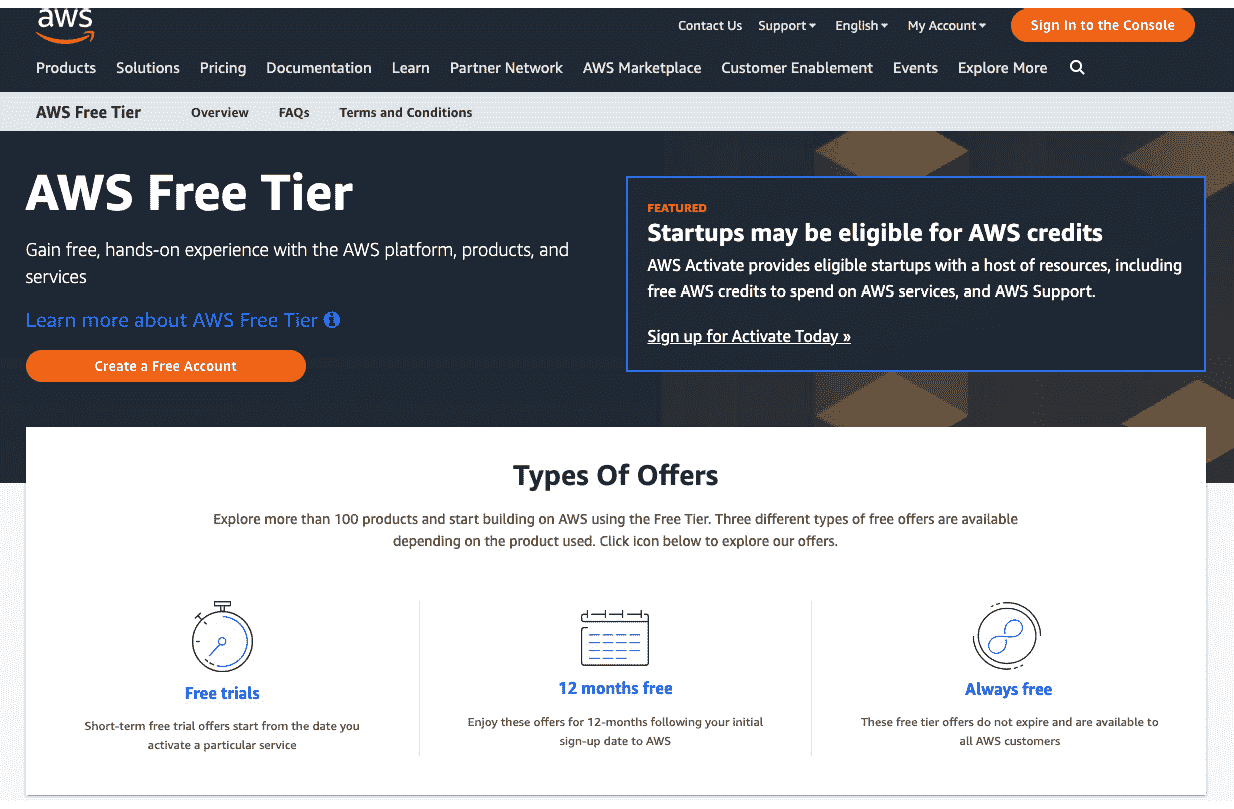 aws
Contact Us Support English My Account Sign In to the Console
Products Solutions Pricing Documentation Learn Partner Network AWS Marketplace Customer Enablement Events Explore More
AWS Free Tier Overview FAQs Terms and Conditions
AWS Free Tier
Gain free, hands-on experience with the AWS platform, products, and
services
Learn more about AWS Free Tier
Create a Free Account
FEATURED
Startups may be eligible for AWS credits
AWS Activate provides eligible startups with a host of resources, including
free AWS credits to spend on AWS services, and AWS Support.
Sign up for Activate Today »
Types Of Offers
Explore more than 100 products and start building on AWS using the Free Tier. Three different types of free offers are available
depending on the product used. Click icon below to explore our offers.
Free trials
Short-term free trial offers start from the date you
activate a particular service
12 months free
Enjoy these offers for 12-months following your initial
sign-up date to AWS
Always free
These free tier offers do not expire and are available to
all AWS customers